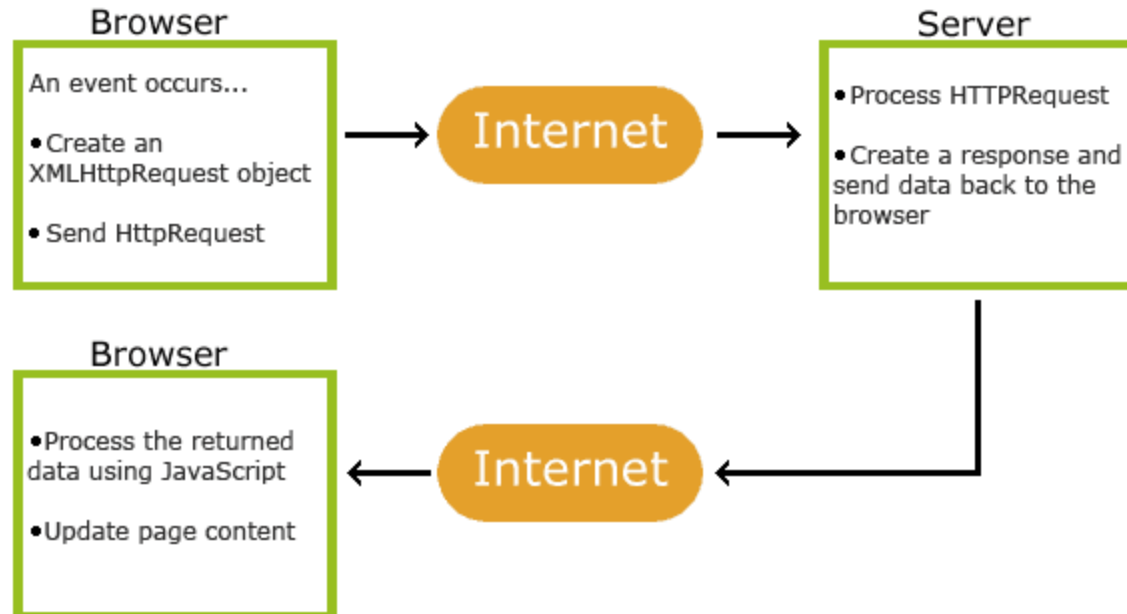 Browser
An event occurs...
•Create an
XMLHttpRequest object
• Send HttpRequest
Internet
Server
•Process HTTPRequest
•Create a response and
send data back to the
browser
Browser
•Process the returned
data using JavaScript
•Update page content
Internet